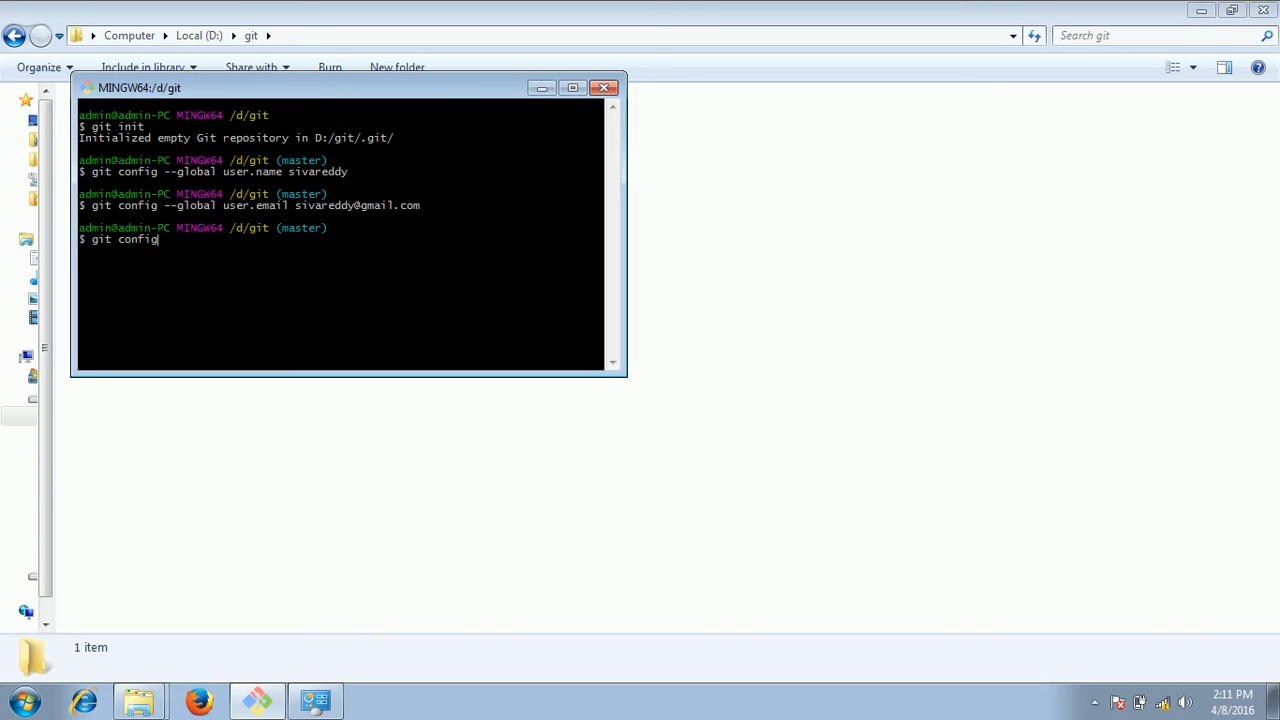 Computer Local (D:) git
Search git
Organize Include in library Share with Burn New folder
MINGW64:/d/git
admin@admin-PC MINGW64 /d/git
$ git init
Initialized empty Git repository in D:/git/.git/
admin@admin-PC MINGW64 /d/git (master)
$ git config --global user.name sivareddy
admin@admin-PC MINGW64 /d/git (master)
$ git config --global user.email sivareddy@gmail.com
admin@admin-PC MINGW64 /d/git (master)
$ git config
1 item
2:11 PM
4/8/2016